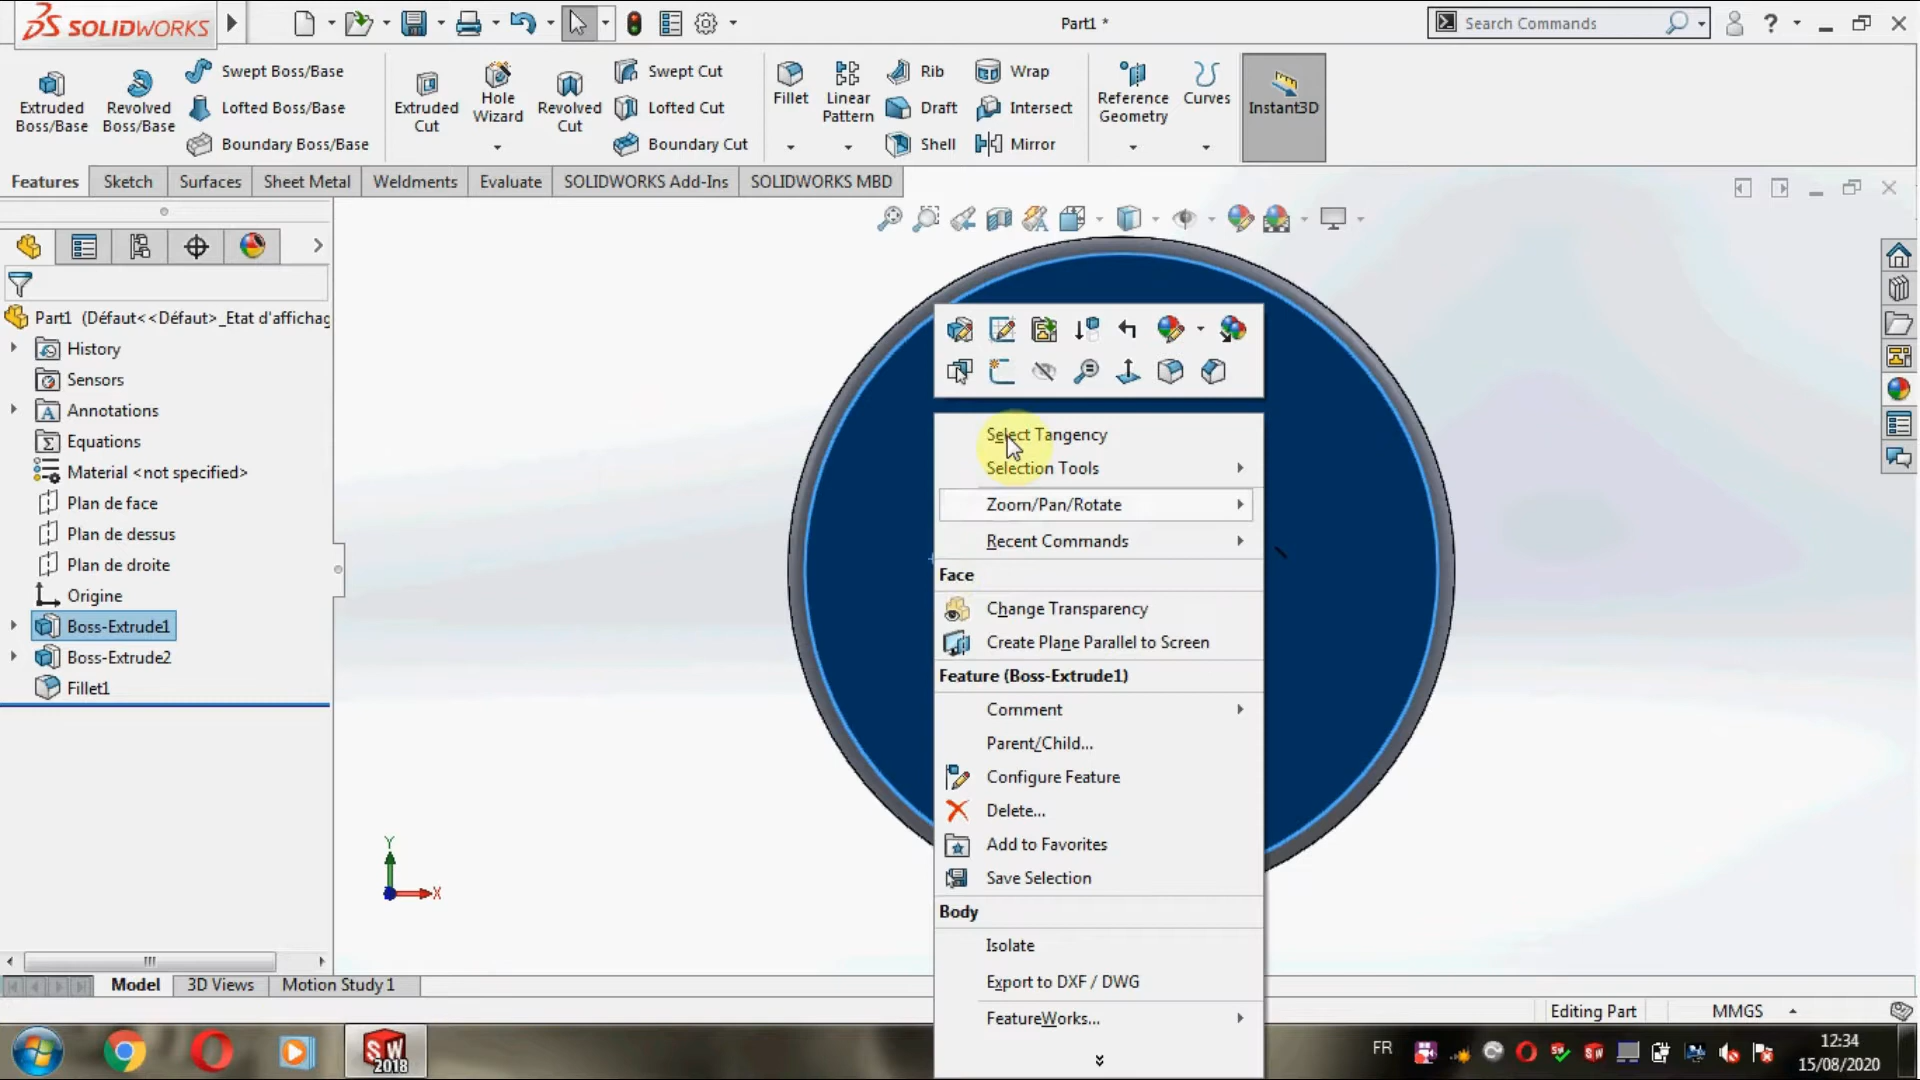 SOLIDWORKS
Part1 *
Search Commands
Extruded Boss/Base
Revolved Boss/Base
Swept Boss/Base
Lofted Boss/Base
Boundary Boss/Base
Extruded Cut
Hole Wizard
Revolved Cut
Swept Cut
Lofted Cut
Boundary Cut
Fillet
Linear Pattern
Rib
Draft
Shell
Wrap
Intersect
Mirror
Reference Geometry
Curves
Instant3D
Features
Sketch
Surfaces
Sheet Metal
Weldments
Evaluate
SOLIDWORKS Add-Ins
SOLIDWORKS MBD
Part1 (Défaut<<Défaut>_Etat d'affichag
History
Sensors
Annotations
Equations
Material <not specified>
Plan de face
Plan de dessus
Plan de droite
Origine
Boss-Extrude1
Boss-Extrude2
Fillet1
Select Tangency
Selection Tools
Zoom/Pan/Rotate
Recent Commands
Face
Change Transparency
Create Plane Parallel to Screen
Feature (Boss-Extrude1)
Comment
Parent/Child...
Configure Feature
Delete...
Add to Favorites
Save Selection
Body
Isolate
Export to DXF / DWG
FeatureWorks...
Y
X
Model
3D Views
Motion Study 1
Editing Part
MMGS
SW
2018
FR
12:34
15/08/2020